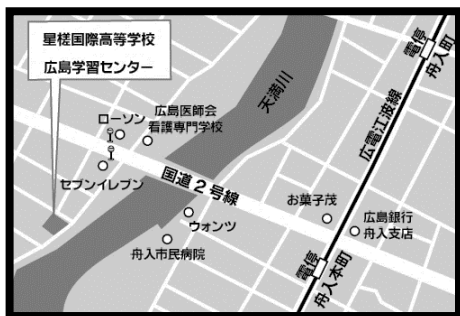 星槎国際高等学校
広島学習センター
電停
舟入町
天満川
広電江波線
ローソン
広島医師会
看護専門学校
セブンイレブン
国道2号線
お菓子茂
ウォンツ
広島銀行
舟入支店
舟入市民病院
電停
舟入本町